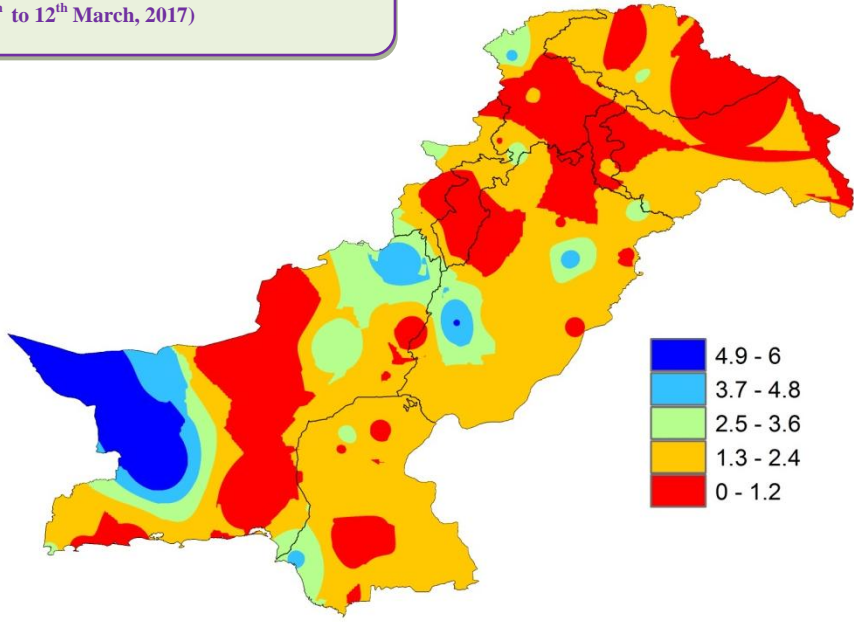 to 12th March, 2017)
4.9 - 6
3.7 - 4.8
2.5 - 3.6
1.3 - 2.4
0 - 1.2